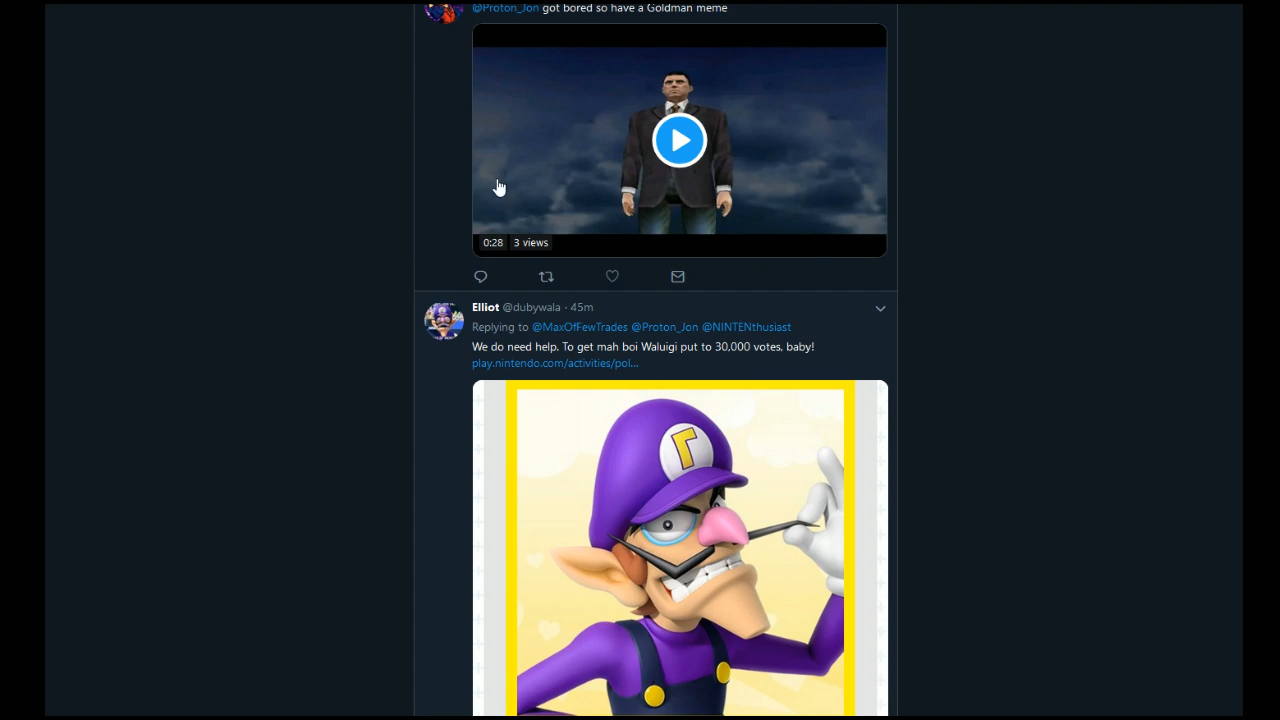 @Proton_Jon got bored so have a Goldman meme
0:28 3 views
Elliot @dubywala · 45m
Replying to @MaxOfFewTrades @Proton_Jon @NINTENthusiast
We do need help. To get mah boi Waluigi put to 30,000 votes, baby!
play.nintendo.com/activities/pol...